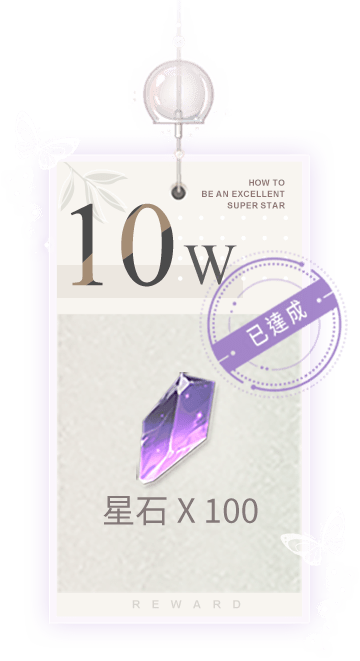 HOW TO
BE AN EXCELLENT
SUPER STAR
10w
已達成
星石 X 100
REWARD